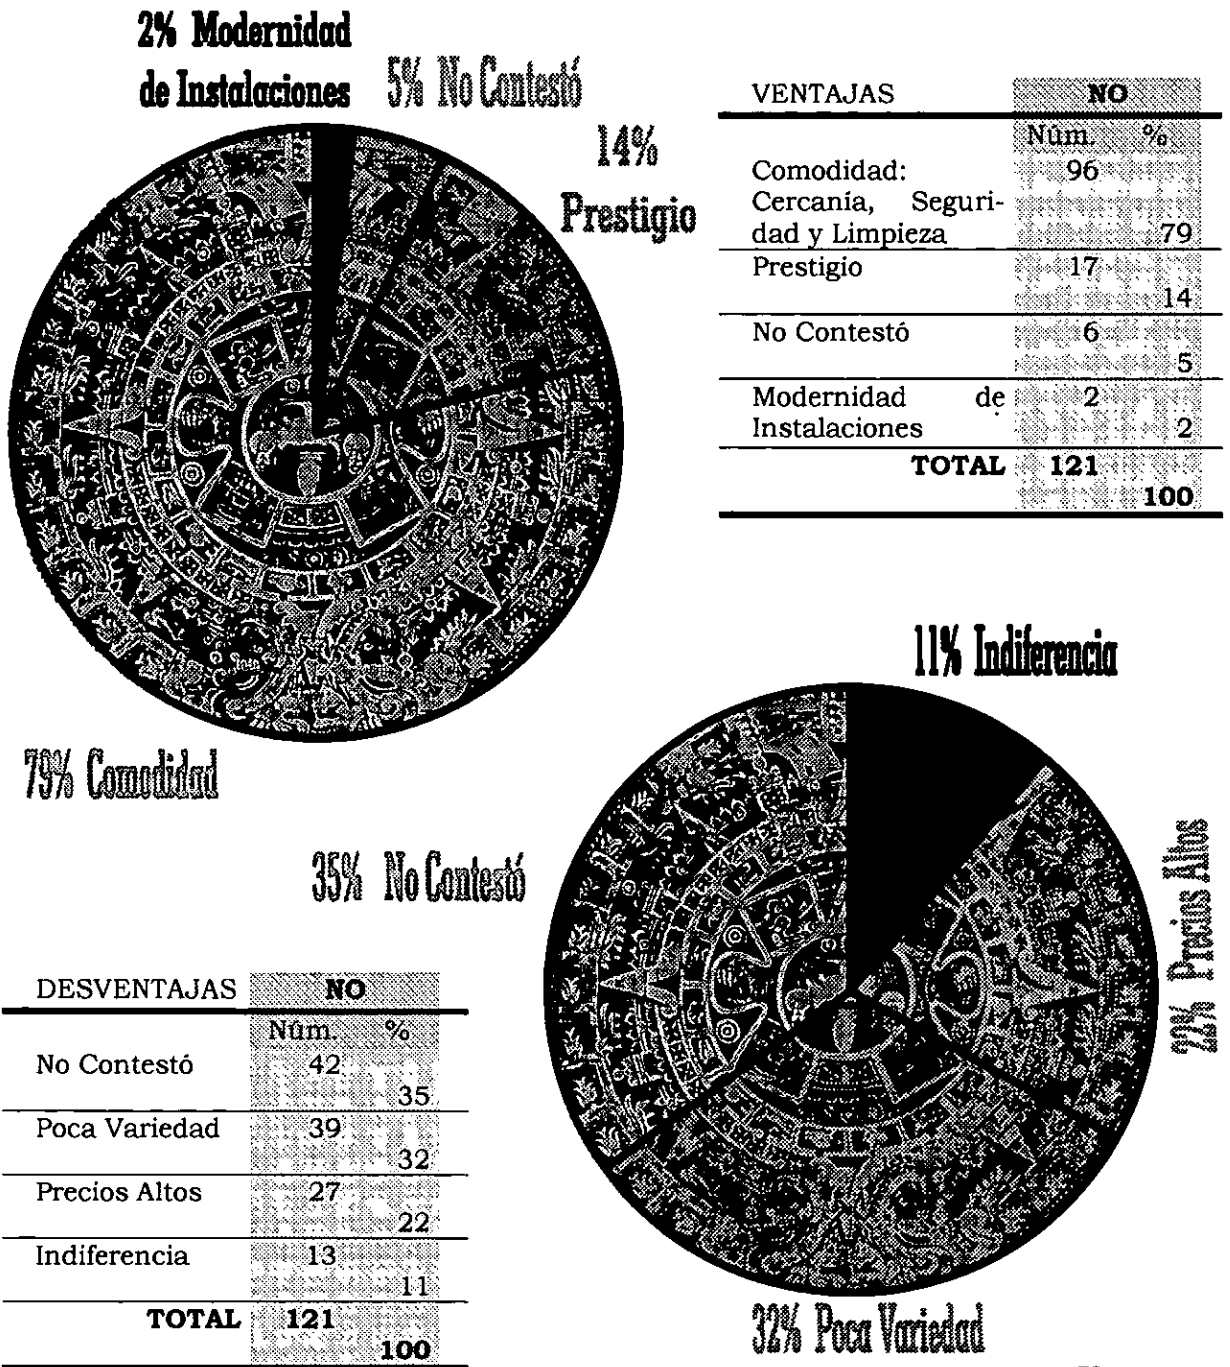 2% Modernidad
de Instalaciones
5% No Contestó
14%
Prestigio
79% Comodidad
VENTAJAS NO
Núm. %
Comodidad: 96
Cercanía, Seguri-
dad y Limpieza 79
Prestigio 17
14
No Contestó 6
5
Modernidad de 2
Instalaciones 2
TOTAL 121
100
11% Indiferencia
22% Precios Altos
35% No Contestó
32% Poca Variedad
DESVENTAJAS NO
Núm. %
No Contestó 42
35
Poca Variedad 39
32
Precios Altos 27
22
Indiferencia 13
11
TOTAL 121
100